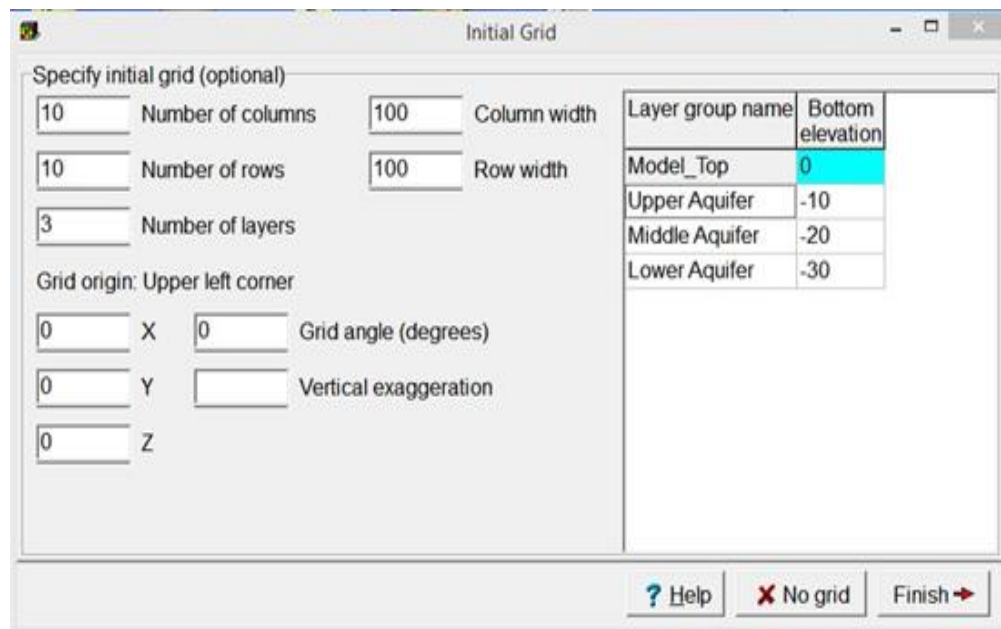 Initial Grid
Specify initial grid (optional)
10 Number of columns 100 Column width
10 Number of rows 100 Row width
3 Number of layers
Grid origin: Upper left corner
0 X 0 Grid angle (degrees)
0 Y Vertical exaggeration
0 Z
Layer group name Bottom elevation
Model_Top 0
Upper Aquifer -10
Middle Aquifer -20
Lower Aquifer -30
? Help
No grid
Finish